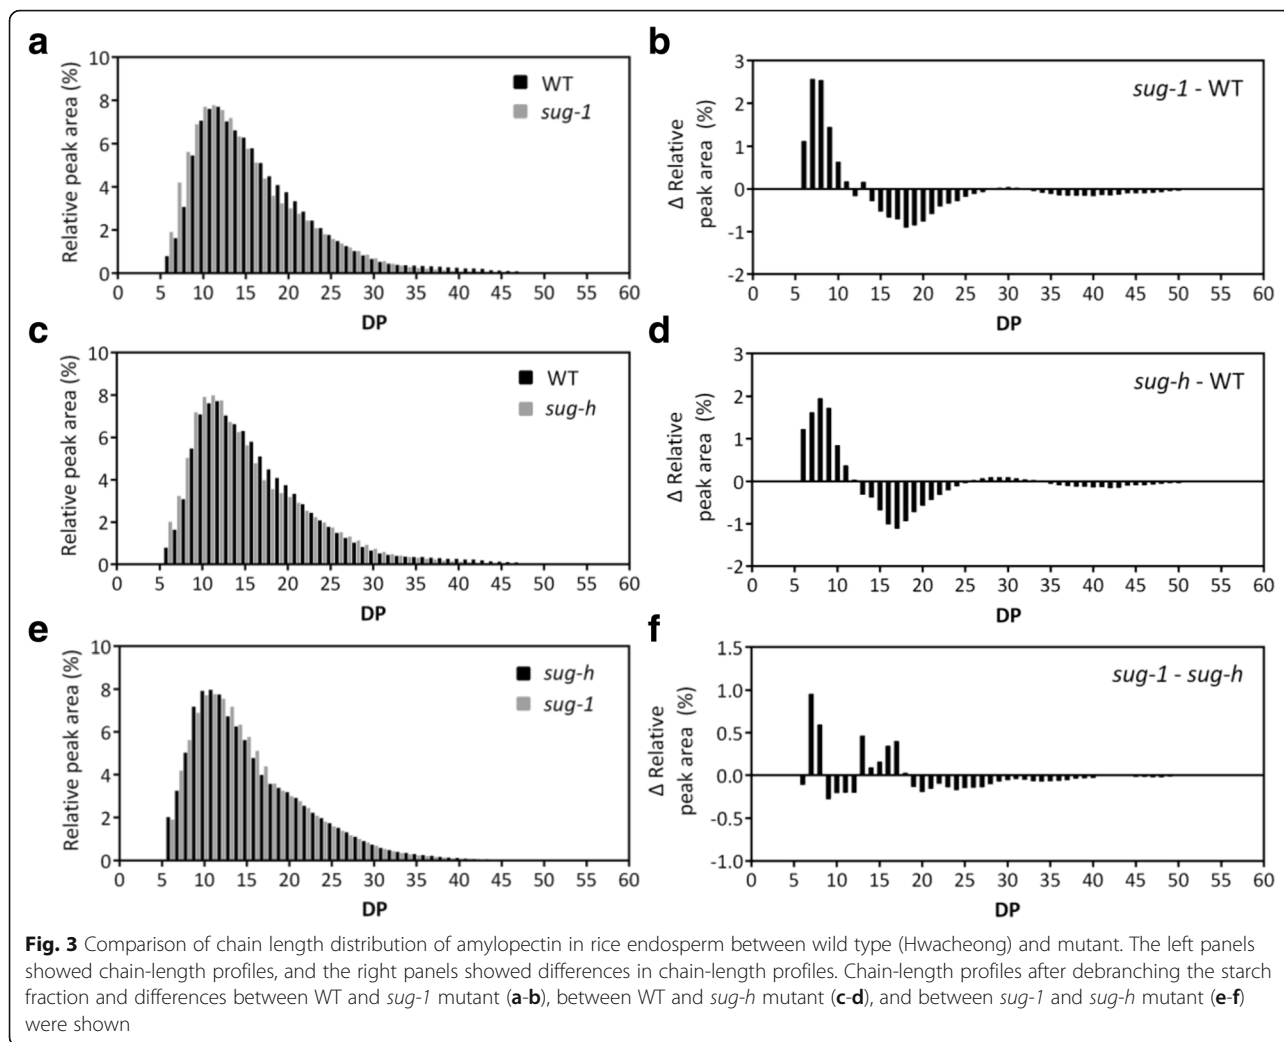 a
10
8
6
4
2
0
Relative peak area (%)
WT
sug-1
0 5 10 15 20 25 30 35 40 45 50 55 60
DP
b
3
2
1
0
-1
-2
Δ Relative
peak area (%)
sug-1 - WT
0 5 10 15 20 25 30 35 40 45 50 55 60
DP
c
10
8
6
4
2
0
Relative peak area (%)
WT
sug-h
0 5 10 15 20 25 30 35 40 45 50 55 60
DP
d
3
2
1
0
-1
-2
Δ Relative
peak area (%)
sug-h - WT
0 5 10 15 20 25 30 35 40 45 50 55 60
DP
e
10
8
6
4
2
0
Relative peak area (%)
sug-h
sug-1
0 5 10 15 20 25 30 35 40 45 50 55 60
DP
f
1.5
1.0
0.5
0.0
-0.5
-1.0
Δ Relative
peak area (%)
sug-1 - sug-h
0 5 10 15 20 25 30 35 40 45 50 55 60
DP
Fig. 3 Comparison of chain length distribution of amylopectin in rice endosperm between wild type (Hwacheong) and mutant. The left panels
showed chain-length profiles, and the right panels showed differences in chain-length profiles. Chain-length profiles after debranching the starch
fraction and differences between WT and sug-1 mutant (a-b), between WT and sug-h mutant (c-d), and between sug-1 and sug-h mutant (e-f)
were shown